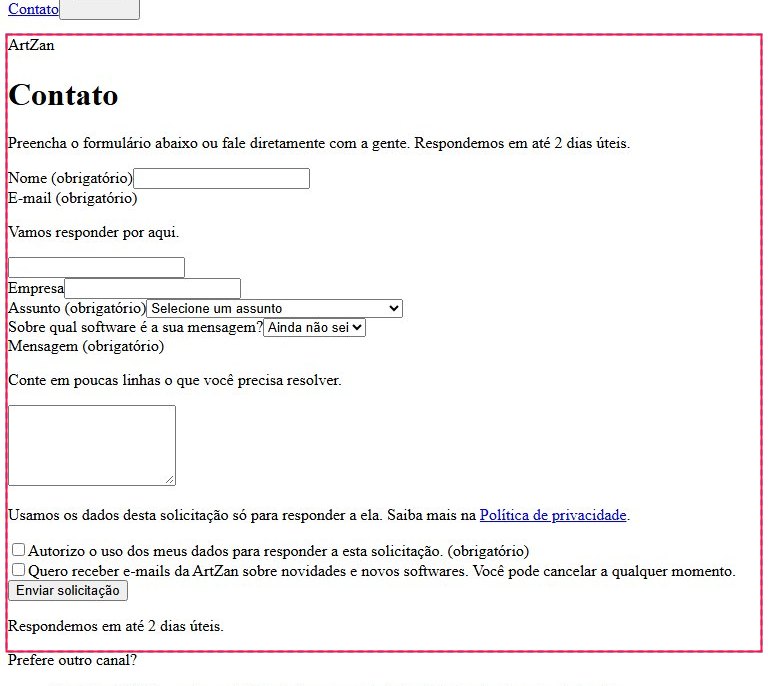 Contato
ArtZan
Contato
Preencha o formulário abaixo ou fale diretamente com a gente. Respondemos em até 2 dias úteis.
Nome (obrigatório)
E-mail (obrigatório)
Vamos responder por aqui.
Empresa
Assunto (obrigatório) Selecione um assunto
Sobre qual software é a sua mensagem? Ainda não sei
Mensagem (obrigatório)
Conte em poucas linhas o que você precisa resolver.
Usamos os dados desta solicitação só para responder a ela. Saiba mais na Política de privacidade.
Autorizo o uso dos meus dados para responder a esta solicitação. (obrigatório)
Quero receber e-mails da ArtZan sobre novidades e novos softwares. Você pode cancelar a qualquer momento.
Enviar solicitação
Respondemos em até 2 dias úteis.
Prefere outro canal?